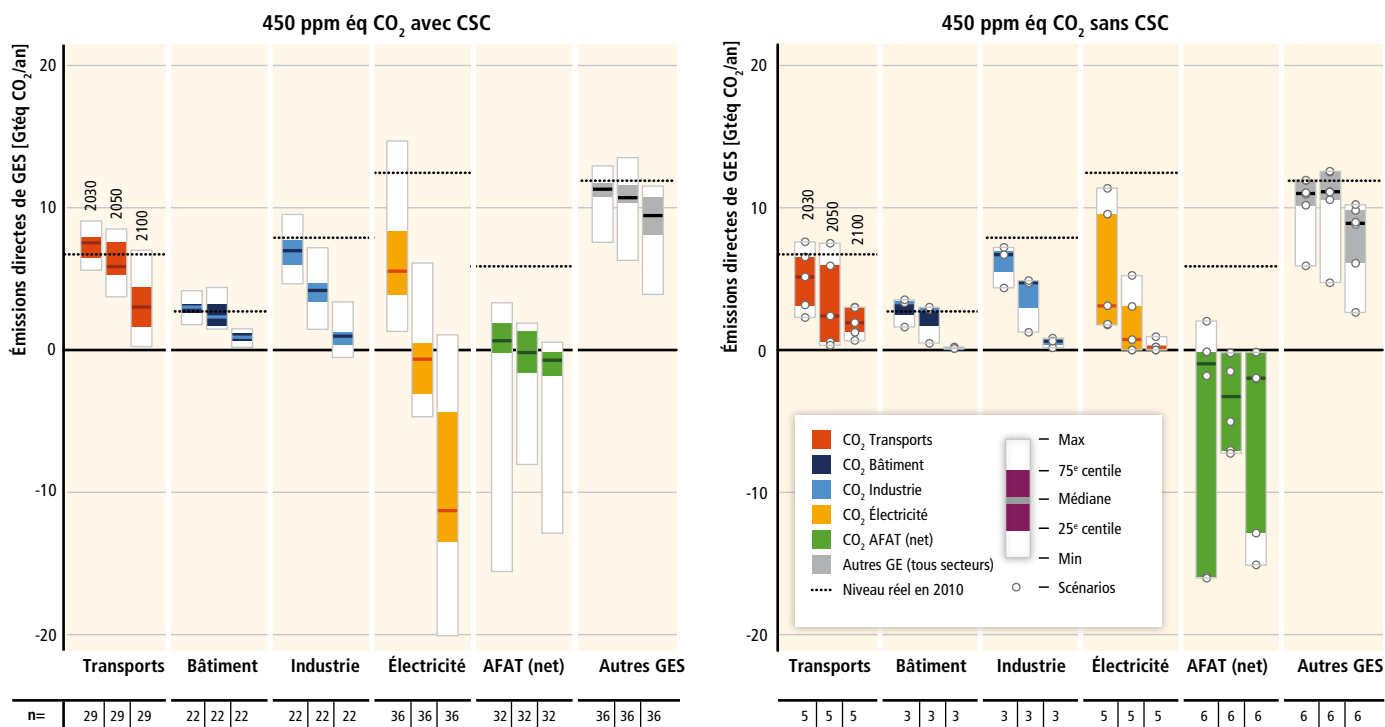 450 ppm éq CO2 avec CSC
Émissions directes de GES [Gtéq CO2/an]
20
10
0
-10
-20
2030
2050
2100
Transports
Bâtiment
Industrie
Électricité
AFAT (net)
Autres GES
n=
29 29 29
22 22 22
22 22 22
36 36 36
32 32 32
36 36 36
450 ppm éq CO2 sans CSC
Émissions directes de GES [Gtéq CO2/an]
20
10
0
-10
-20
2030
2050
2100
CO2 Transports
CO2 Bâtiment
CO2 Industrie
CO2 Électricité
CO2 AFAT (net)
Autres GE (tous secteurs)
Niveau réel en 2010
Max
75e centile
Médiane
25e centile
Min
Scénarios
Transports
Bâtiment
Industrie
Électricité
AFAT (net)
Autres GES
5 5 5
3 3 3
3 3 3
5 5 5
6 6 6
6 6 6